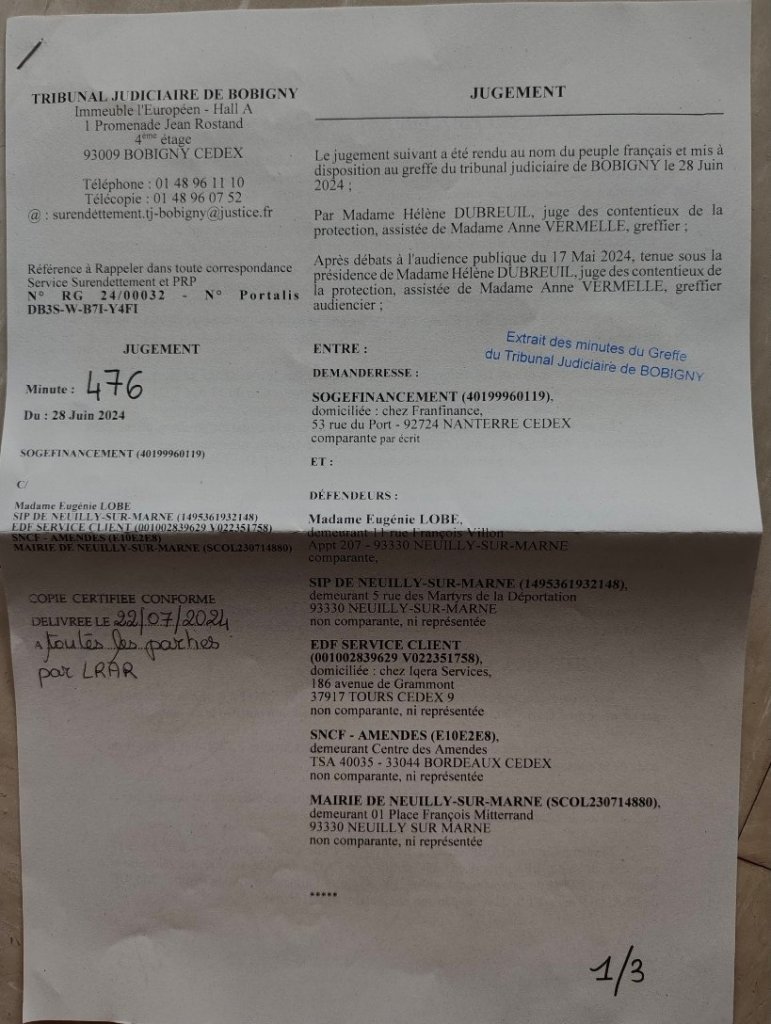 TRIBUNAL JUDICIAIRE DE BOBIGNY
Immeuble l'Européen - Hall A
1 Promenade Jean Rostand
4ème étage
93009 BOBIGNY CEDEX
Téléphone : 01 48 96 11 10
Télécopie : 01 48 96 07 52
@ : surendettement.tj-bobigny@justice.fr
Référence à Rappeler dans toute correspondance
Service Surendettement et PRP
N° RG 24/00032 - N° Portalis
DB3S-W-B7I-Y4FI
JUGEMENT
Minute : 476
Du : 28 Juin 2024
SOGEFINANCEMENT (40199960119)
C/
Madame Eugénie LOBE
SIP DE NEUILLY-SUR-MARNE (1495361932148)
EDF SERVICE CLIENT (001002839629 V022351758)
SNCF - AMENDES (E10E2E8)
MAIRIE DE NEUILLY-SUR-MARNE (SCOL230714880)
COPIE CERTIFIEE CONFORME
DELIVREE LE 22/07/2024
A toutes les parties
par LRAR
JUGEMENT
Le jugement suivant a été rendu au nom du peuple français et mis à
disposition au greffe du tribunal judiciaire de BOBIGNY le 28 Juin
2024 ;
Par Madame Hélène DUBREUIL, juge des contentieux de la
protection, assistée de Madame Anne VERMELLE, greffier ;
Après débats à l'audience publique du 17 Mai 2024, tenue sous la
présidence de Madame Hélène DUBREUIL, juge des contentieux de
la protection, assistée de Madame Anne VERMELLE, greffier
audiencier ;
Extrait des minutes du Greffe
du Tribunal Judiciaire de BOBIGNY
ENTRE :
DEMANDERESSE :
SOGEFINANCEMENT (40199960119),
domiciliée : chez Franfinance,
53 rue du Port - 92724 NANTERRE CEDEX
comparante par écrit
ET :
DÉFENDEURS :
Madame Eugénie LOBE,
demeurant 11 rue François Villon
Appt 207 - 93330 NEUILLY-SUR-MARNE
comparante,
SIP DE NEUILLY-SUR-MARNE (1495361932148),
demeurant 5 rue des Martyrs de la Déportation
93330 NEUILLY-SUR-MARNE
non comparante, ni représentée
EDF SERVICE CLIENT
(001002839629 V022351758),
domiciliée : chez Iqera Services,
186 avenue de Grammont
37917 TOURS CEDEX 9
non comparante, ni représentée
SNCF - AMENDES (E10E2E8),
demeurant Centre des Amendes
TSA 40035 - 33044 BORDEAUX CEDEX
non comparante, ni représentée
MAIRIE DE NEUILLY-SUR-MARNE (SCOL230714880),
demeurant 01 Place François Mitterrand
93330 NEUILLY SUR MARNE
non comparante, ni représentée
*****
1/3